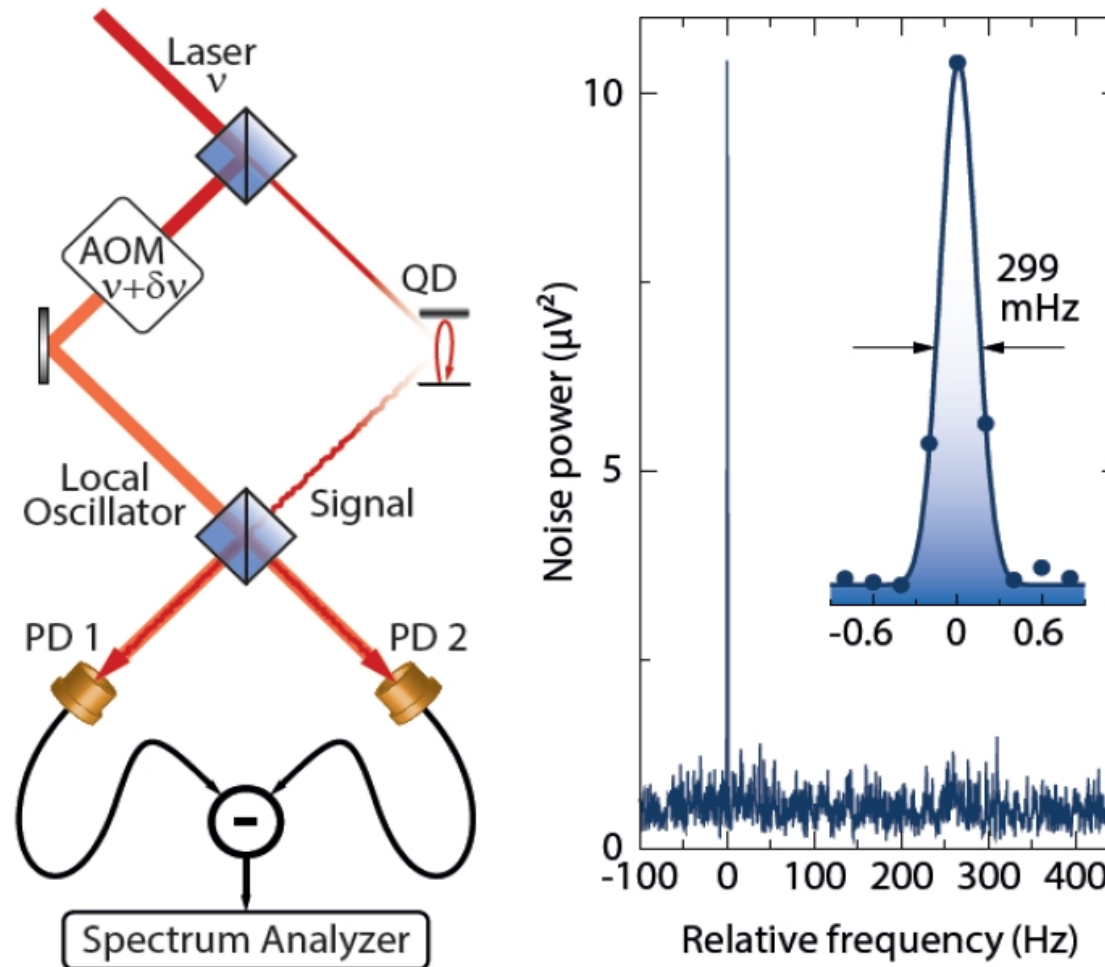 Laser
ν
AOM
ν+δν
QD
Local
Oscillator
Signal
PD 1
PD 2
-
Spectrum Analyzer
Noise power (μV²)
10
5
0
-100
0
100
200
300
400
Relative frequency (Hz)
299
mHz
-0.6
0
0.6